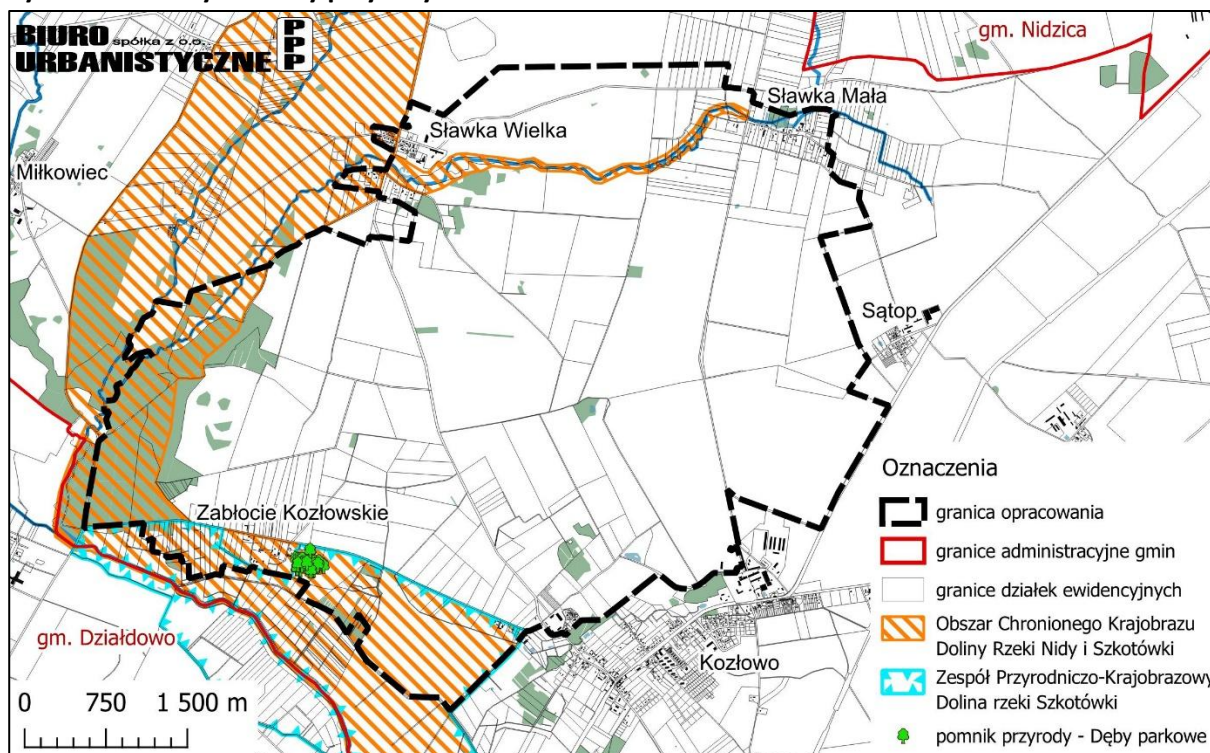 BIURO spółka z o.o. P
URBANISTYCZNE P
P
gm. Nidzica
Sławka Mała
Sławka Wielka
Miłkowiec
Sątop
Zabłocie Kozłowskie
gm. Działdowo
Kozłowo
0 750 1 500 m
Oznaczenia
granica opracowania
granice administracyjne gmin
granice działek ewidencyjnych
Obszar Chronionego Krajobrazu
Doliny Rzeki Nidy i Szkotówki
Zespół Przyrodniczo-Krajobrazowy
Dolina rzeki Szkotówki
pomnik przyrody - Dęby parkowe